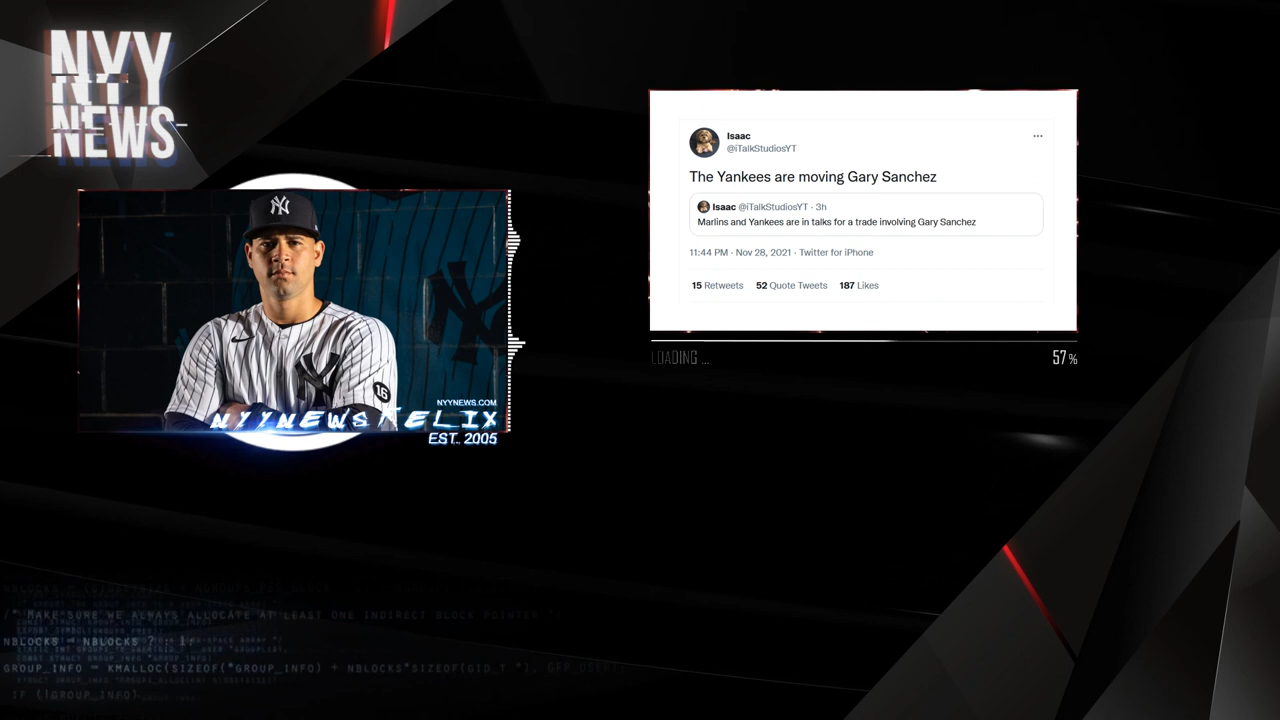 NYY
NEWS
NY
16
NYYNEWS.COM
NYYNEWS FELIX
EST. 2005
Isaac
@iTalkStudiosYT
The Yankees are moving Gary Sanchez
Isaac @iTalkStudiosYT · 3h
Marlins and Yankees are in talks for a trade involving Gary Sanchez
11:44 PM · Nov 28, 2021 · Twitter for iPhone
15 Retweets 52 Quote Tweets 187 Likes
LOADING ...
57 %
/* MAKE SURE WE ALWAYS ALLOCATE AT LEAST ONE INDIRECT BLOCK POINTER */
NBLOCKS = NBLOCKS ? : 1;
GROUP_INFO = KMALLOC(SIZEOF(*GROUP_INFO) + NBLOCKS*SIZEOF(GID_T *), GFP_USER);
IF (!GROUP_INFO)